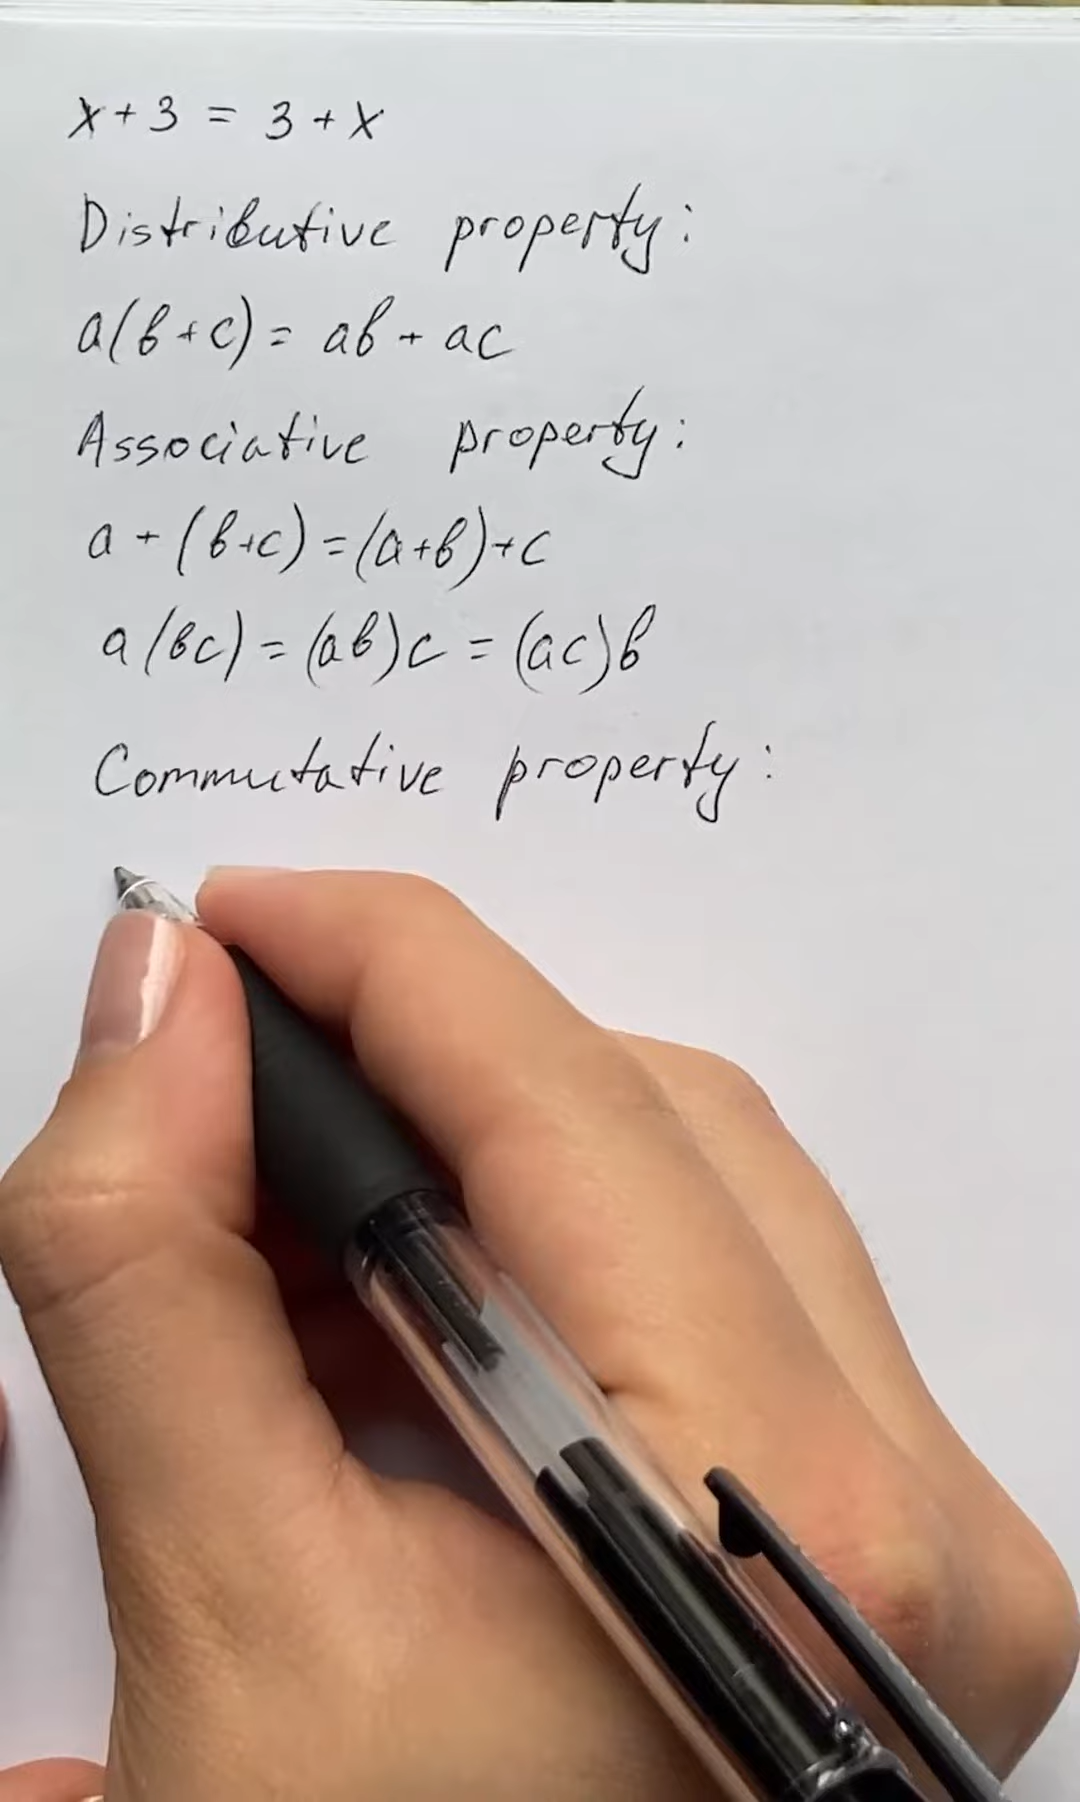 x + 3 = 3 + x
Distributive property:
a(b+c) = ab + ac
Associative property:
a + (b+c) = (a+b)+c
a(bc) = (ab)c = (ac)b
Commutative property: